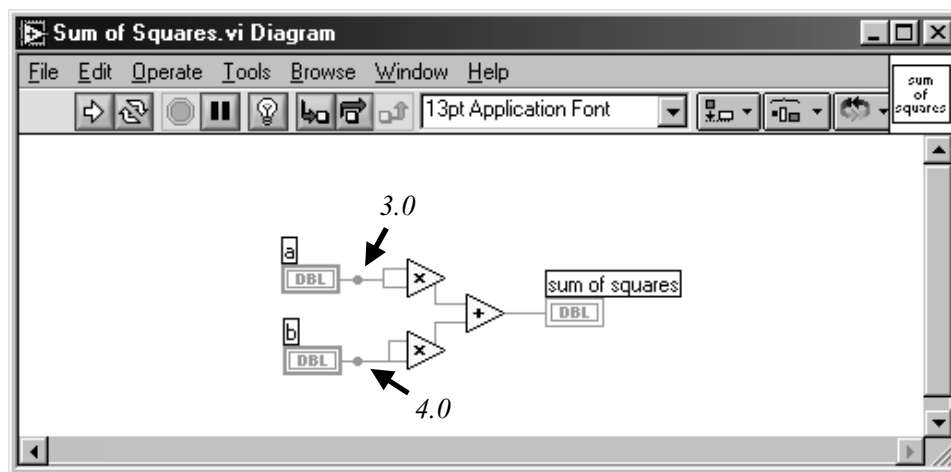 Sum of Squares.vi Diagram
File Edit Operate Tools Browse Window Help
sum
of
squares
13pt Application Font
3.0
a
DBL
×
sum of squares
+
DBL
b
DBL
×
4.0